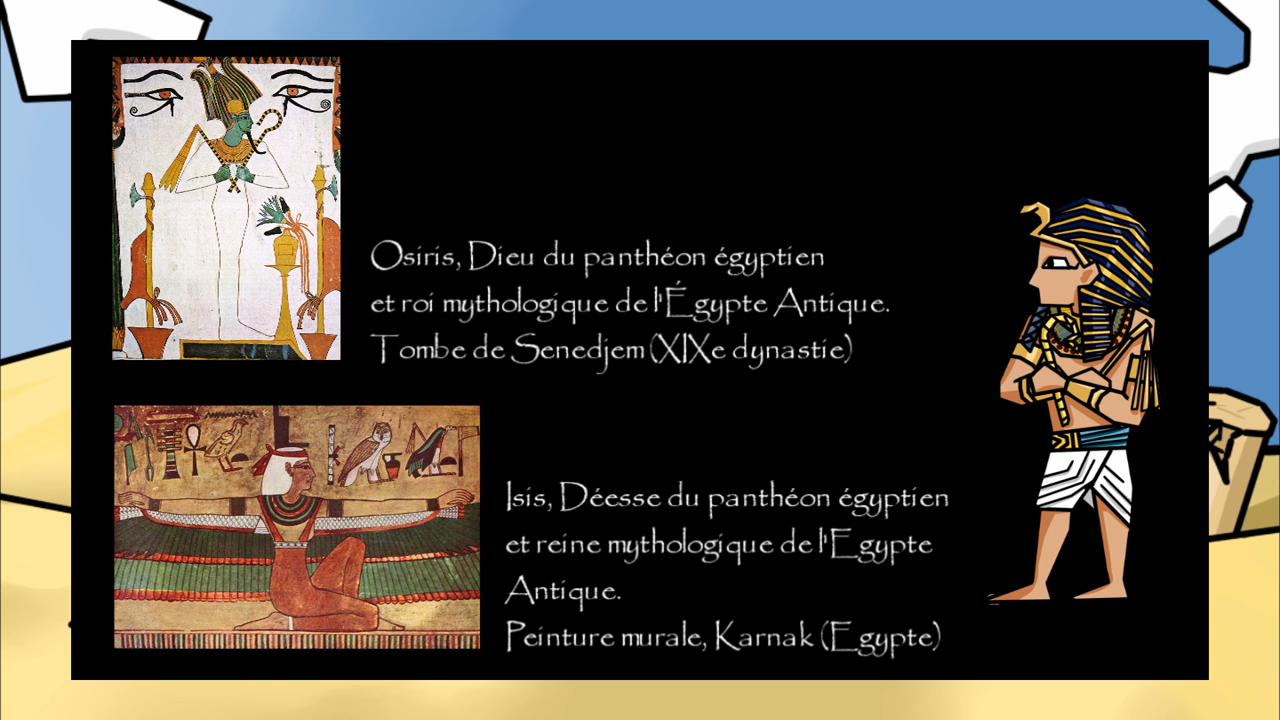 Osiris, Dieu du panthéon égyptien
et roi mythologique de l'Égypte Antique.
Tombe de Senedjem (XIXe dynastie)
Isis, Déesse du panthéon égyptien
et reine mythologique de l'Egypte
Antique.
Peinture murale, Karnak (Egypte)